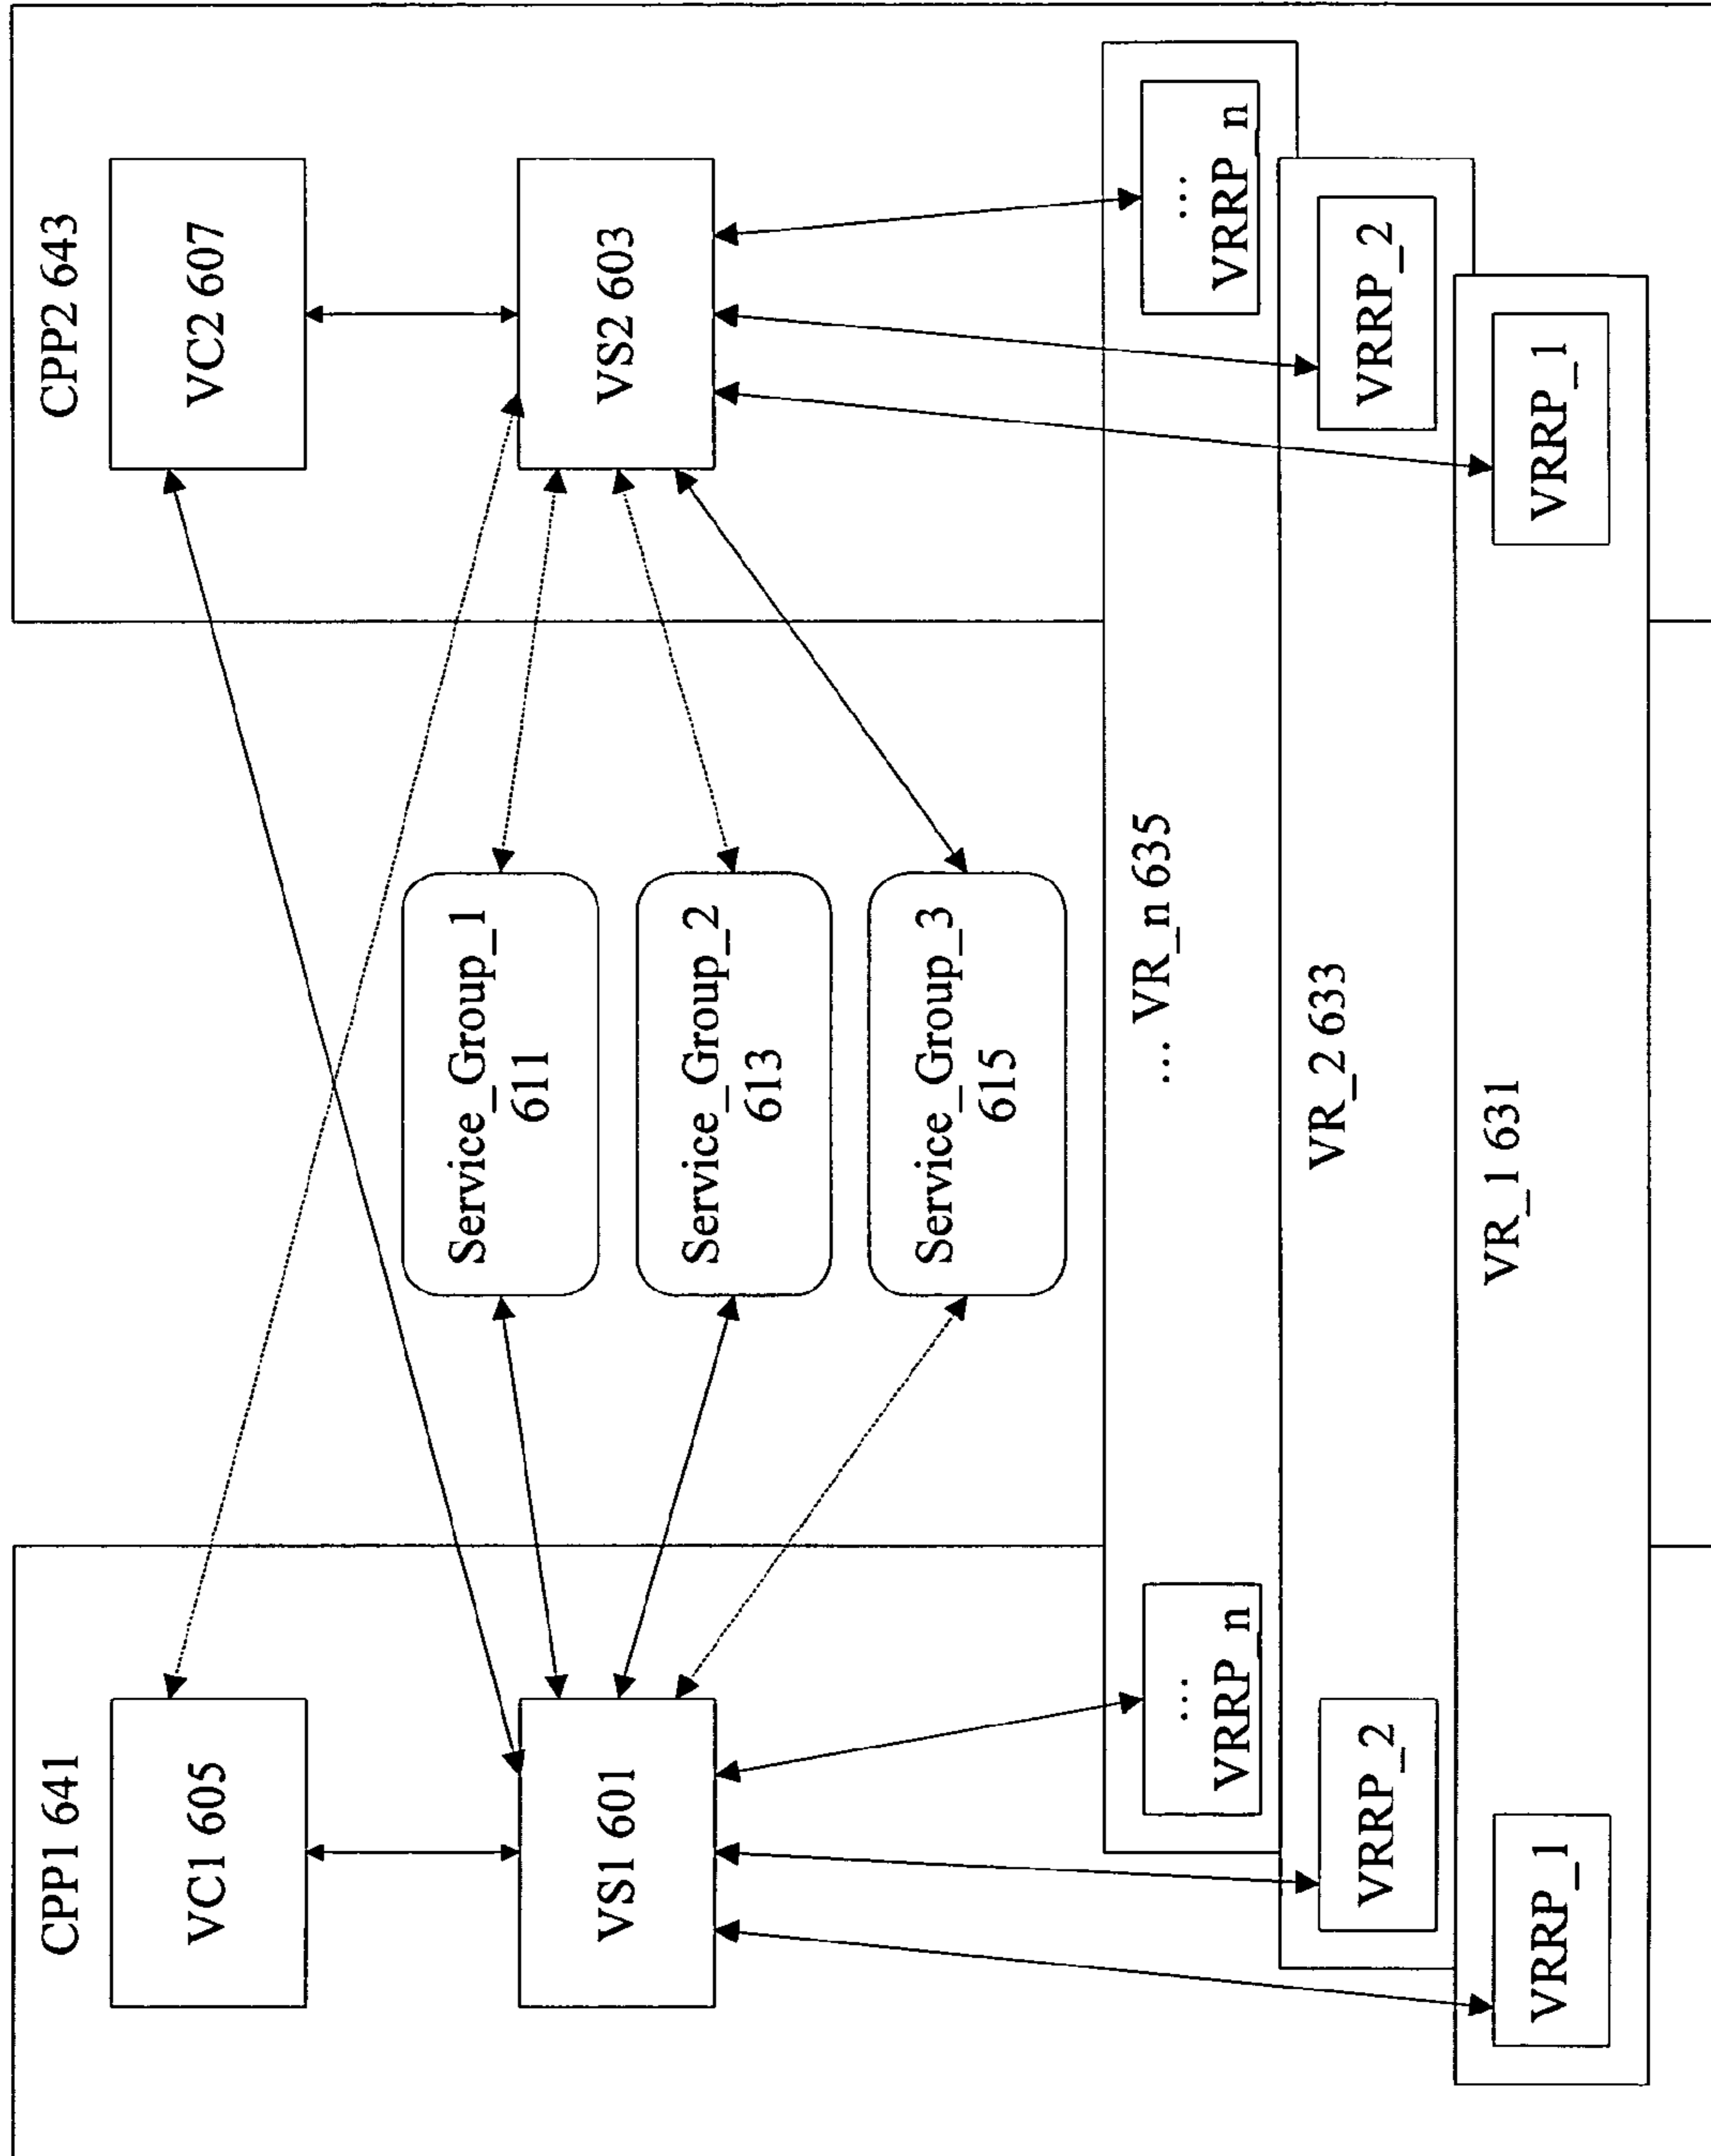 CPP1 641
CPP2 643
VC1 605
VC2 607
VS1 601
VS2 603
Service_Group_1
611
Service_Group_2
613
Service_Group_3
615
... VR_n 635
...
VRRP_n
...
VRRP_n
VR_2 633
VRRP_2
VRRP_2
VR_1 631
VRRP_1
VRRP_1